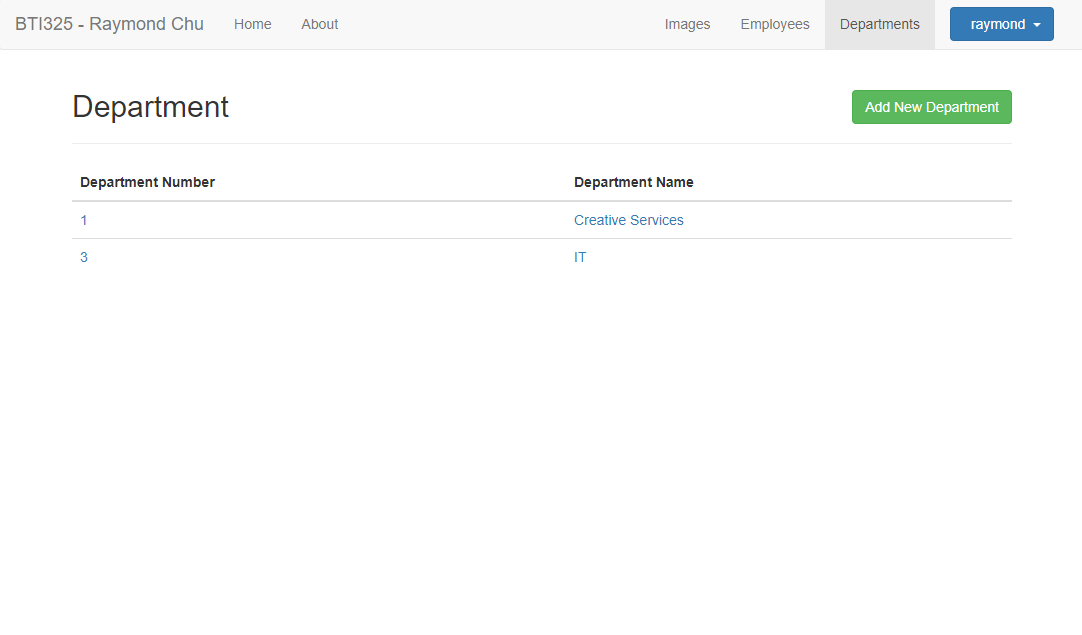 BTI325 - Raymond Chu Home About Images Employees Departments raymond
Department Add New Department
Department Number Department Name
1 Creative Services
3 IT